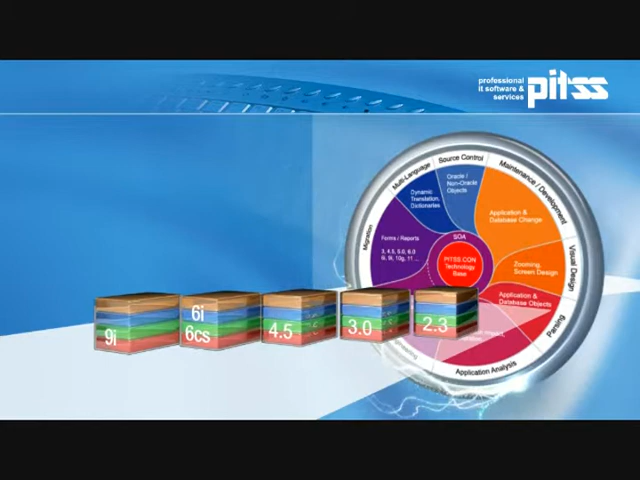 professional
it software &
services
pitss
Multi-Language
Source Control
Maintenance / Development
Visual Design
Parsing
Application Analysis
Migration
Dynamic
Translation,
Dictionaries
Oracle /
Non-Oracle
Objects
Application &
Database Change
Forms / Reports
3, 4.5, 5.0, 6.0
6i, 9i, 10g, 11 ...
SOA
PITSS.CON
Technology
Base
Zooming,
Screen Design
Application &
Database Objects
9i
6i
6cs
4.5
3.0
2.3